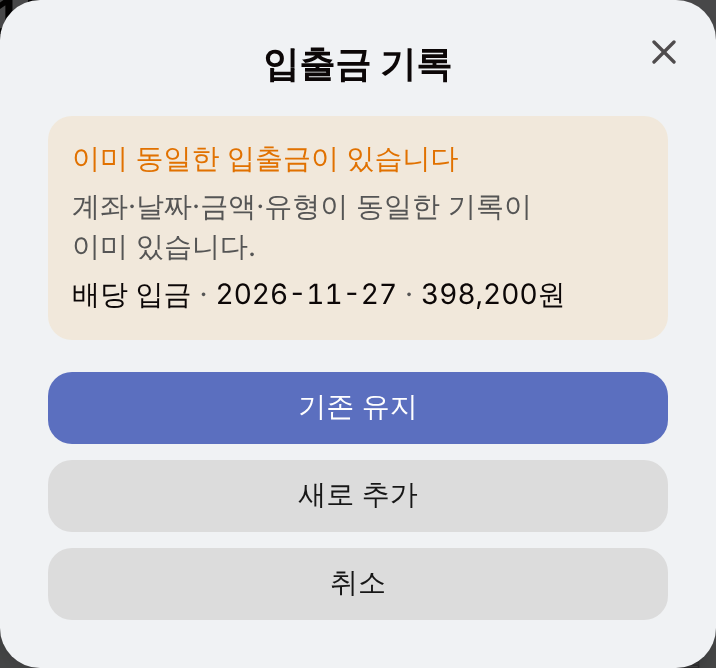 입출금 기록
이미 동일한 입출금이 있습니다
계좌·날짜·금액·유형이 동일한 기록이
이미 있습니다.
배당 입금 · 2026-11-27 · 398,200원
기존 유지
새로 추가
취소